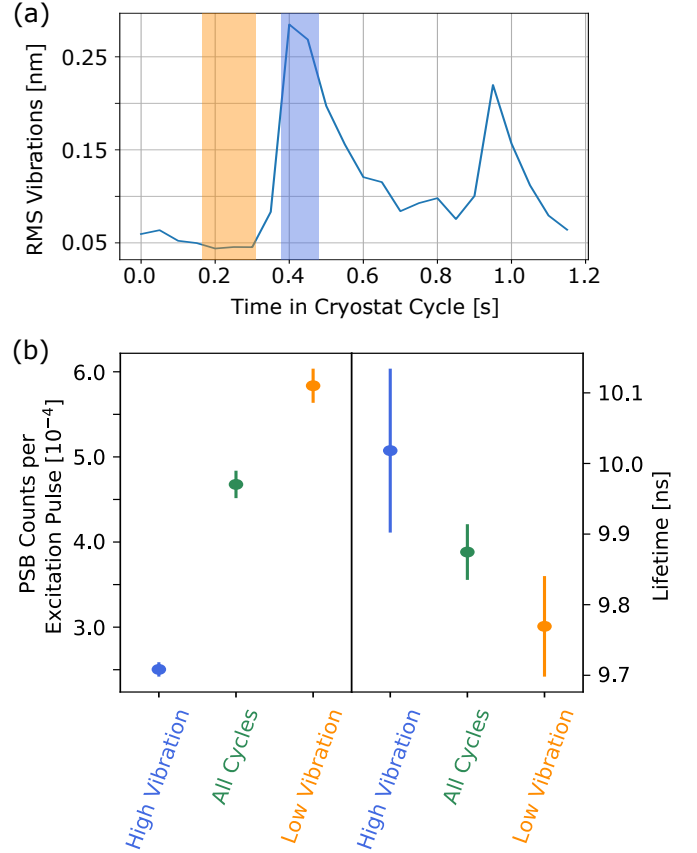 (a)
RMS Vibrations [nm]
0.25
0.15
0.05
0.0 0.2 0.4 0.6 0.8 1.0 1.2
Time in Cryostat Cycle [s]
(b)
PSB Counts per
Excitation Pulse [10⁻⁴]
6.0
5.0
4.0
3.0
10.1
10.0
9.9
9.8
9.7
Lifetime [ns]
High Vibration
All Cycles
Low Vibration
High Vibration
All Cycles
Low Vibration